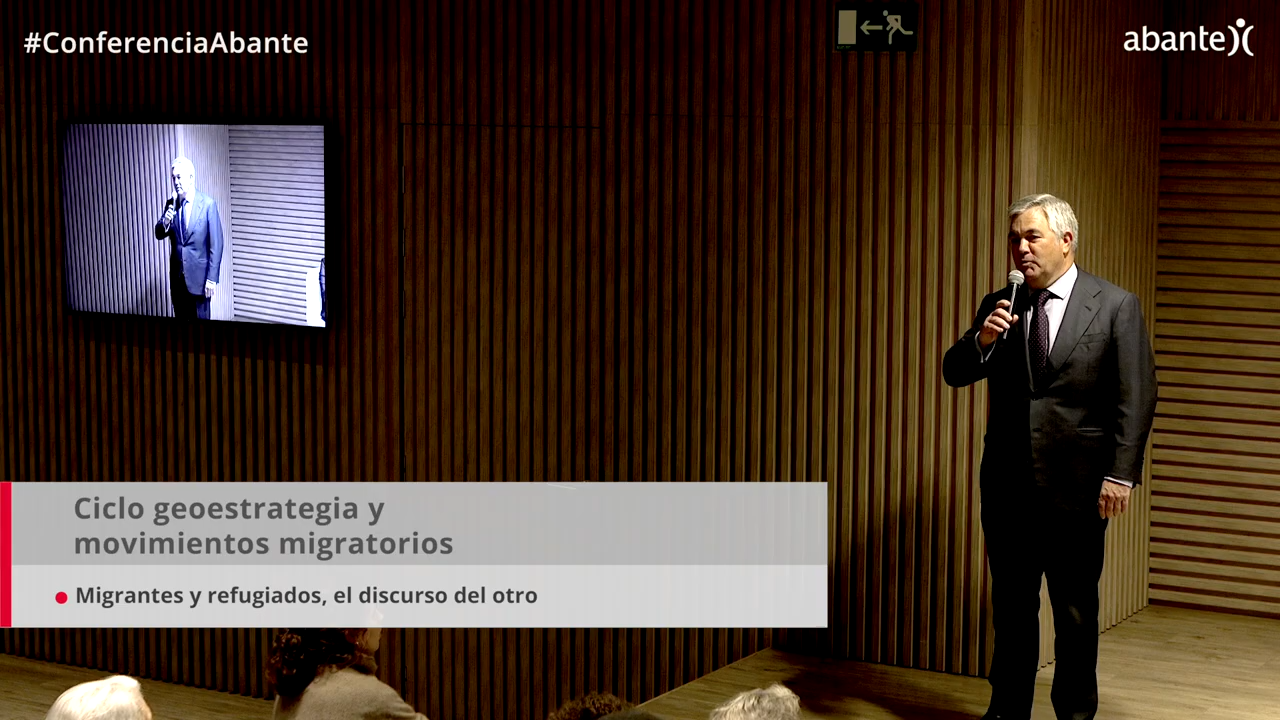 #ConferenciaAbante
abante
Ciclo geoestrategia y
movimientos migratorios
Migrantes y refugiados, el discurso del otro